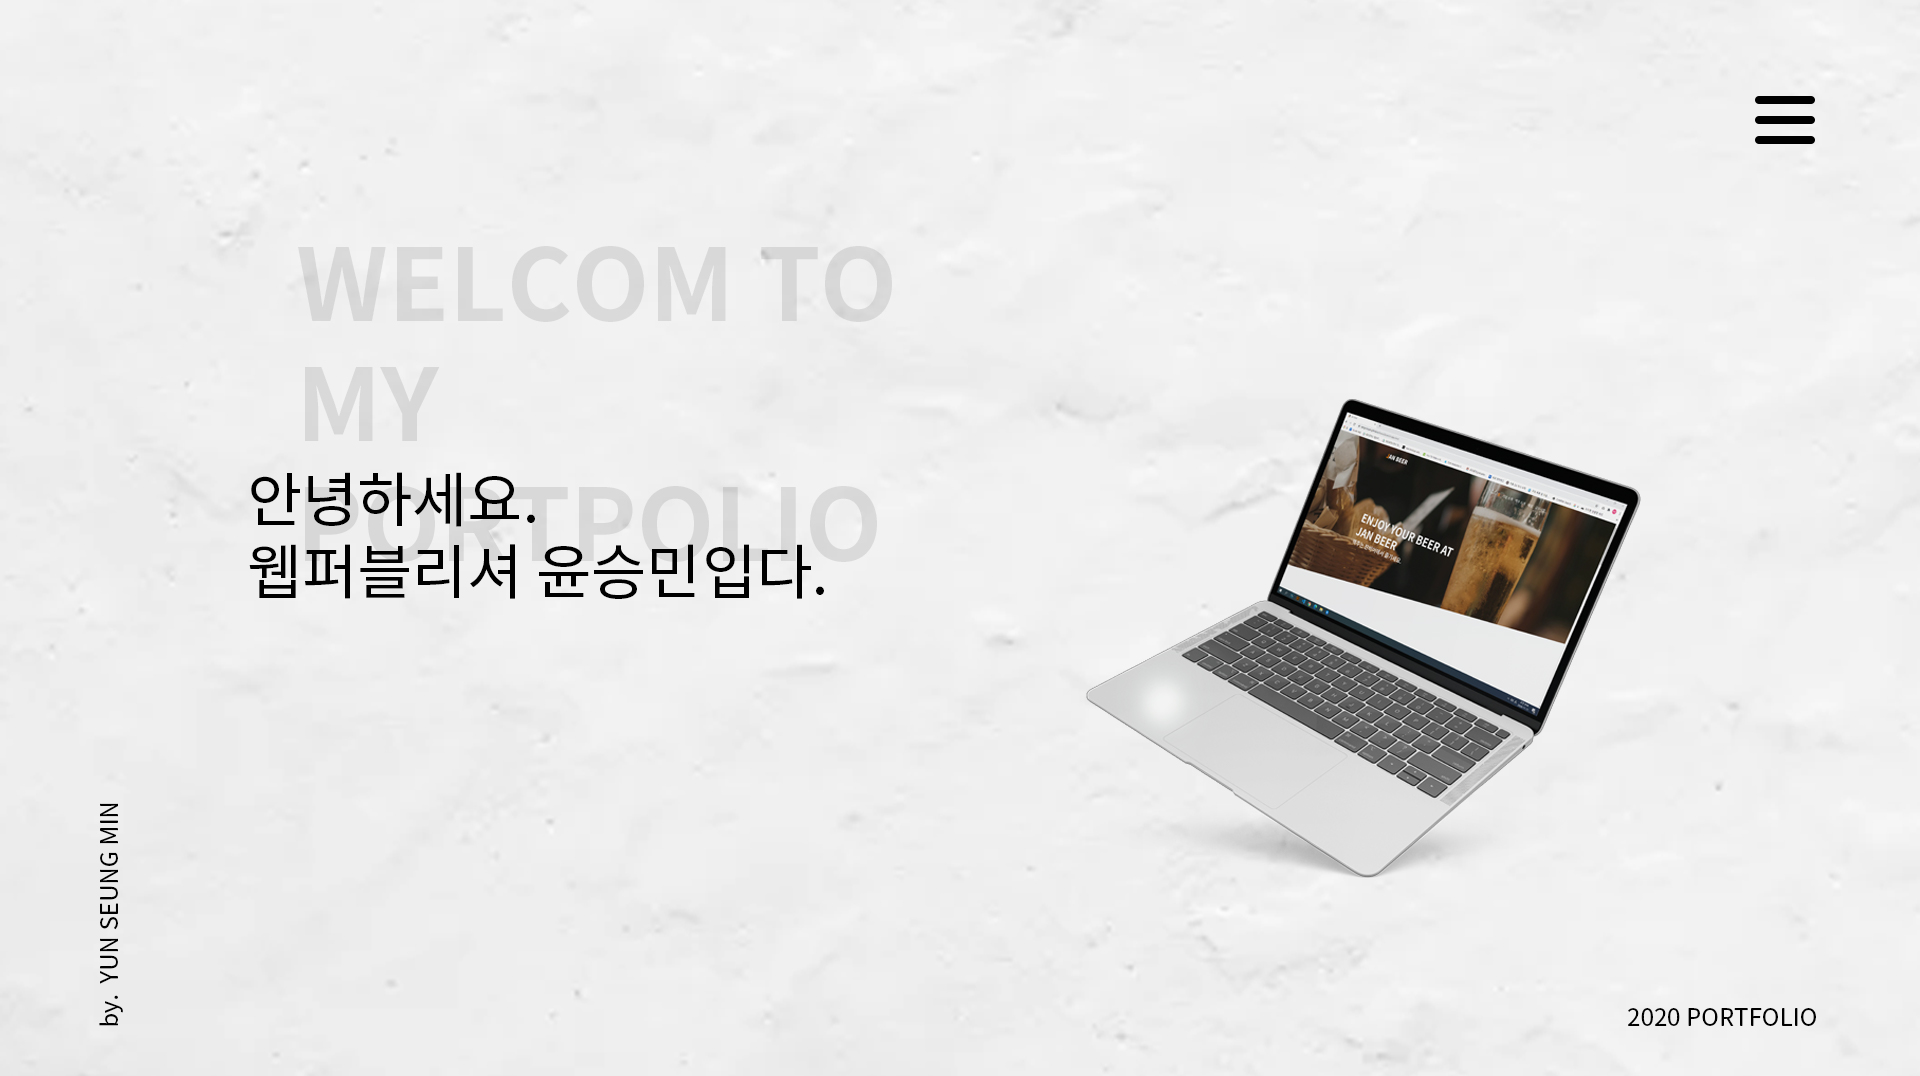 WELCOM TO
MY
PORTPOLIO
안녕하세요.
웹퍼블리셔 윤승민입다.
JAN BEER
ENJOY YOUR BEER AT
JAN BEER
by. YUN SEUNG MIN
2020 PORTFOLIO